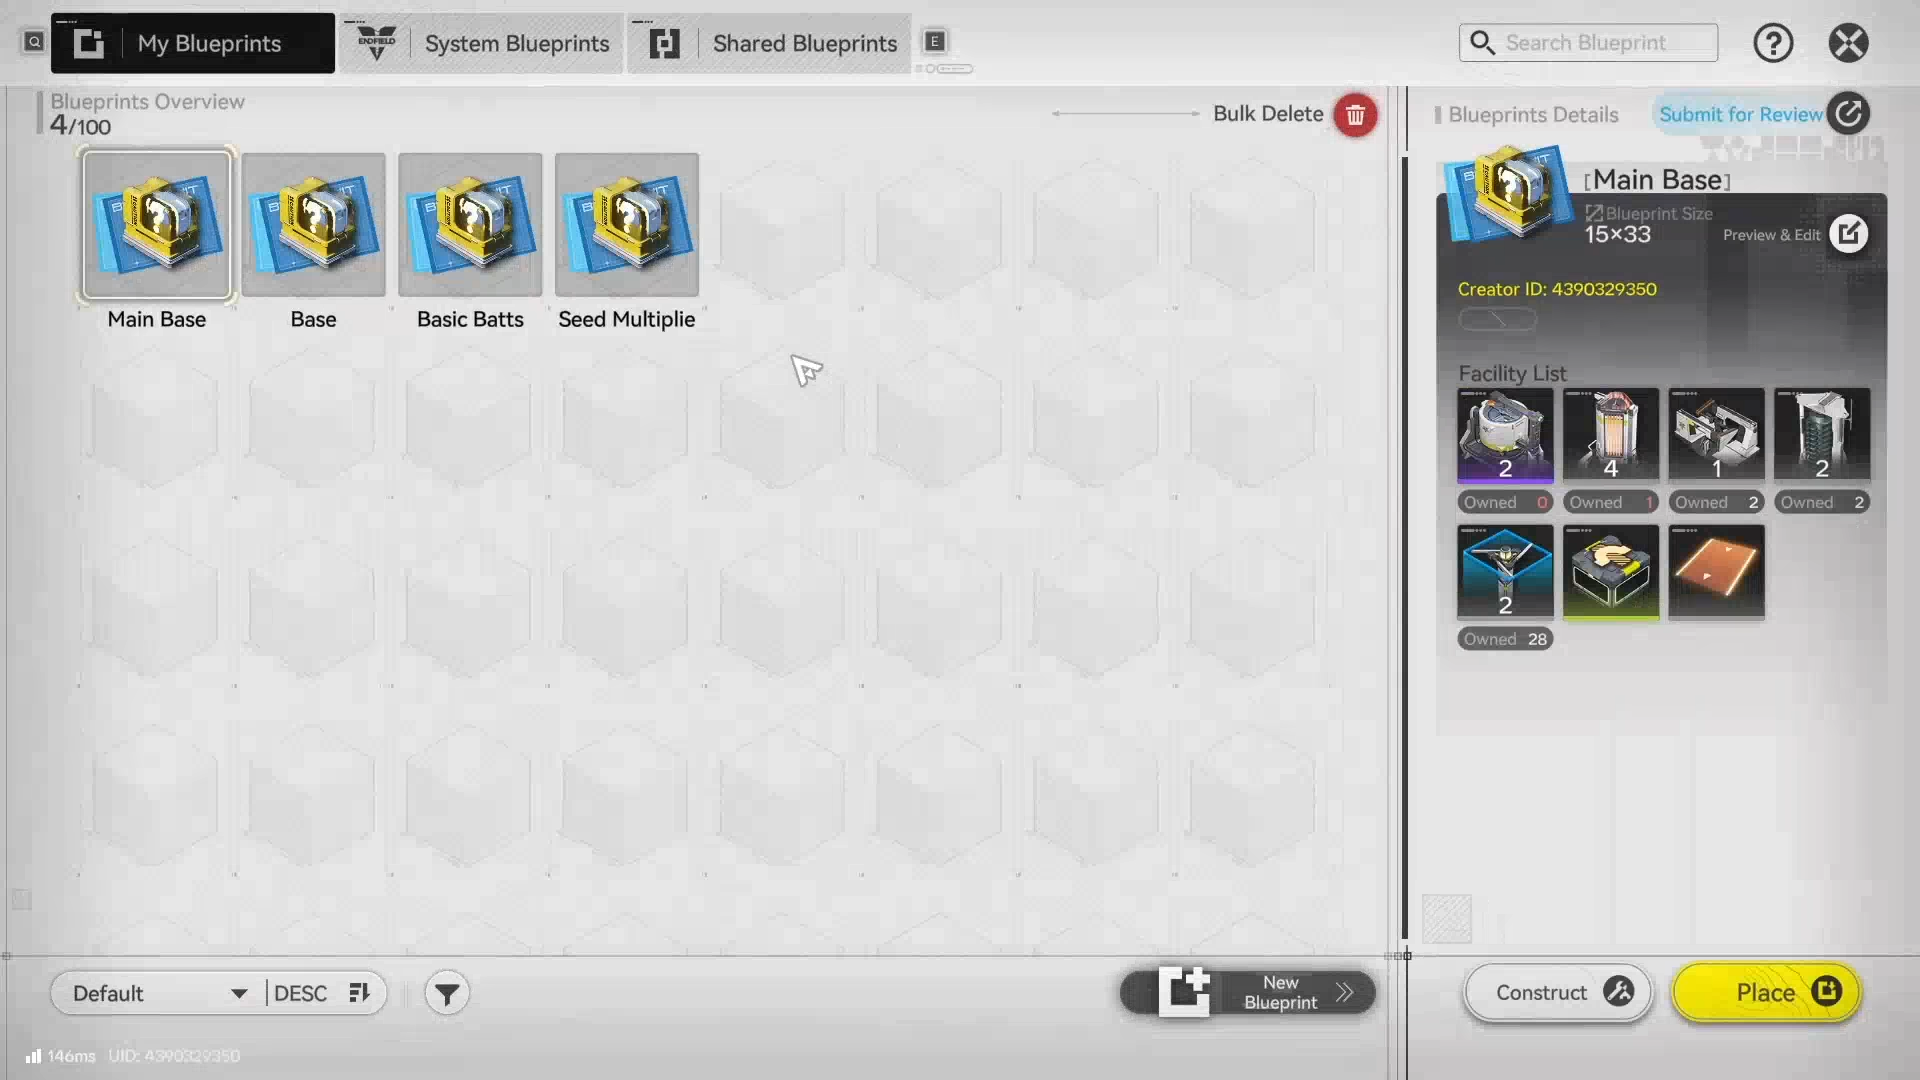 Q
My Blueprints
ENDFIELD
System Blueprints
Shared Blueprints
E
Search Blueprint
?
Blueprints Overview
4/100
Bulk Delete
Blueprints Details
Submit for Review
Main Base
Base
Basic Batts
Seed Multiplie
[Main Base]
Blueprint Size
15×33
Preview & Edit
Creator ID: 4390329350
Facility List
2
4
1
2
Owned 0
Owned 1
Owned 2
Owned 2
2
Owned 28
Default
DESC
New
Blueprint
Construct
Place
146ms UID: 4390329350